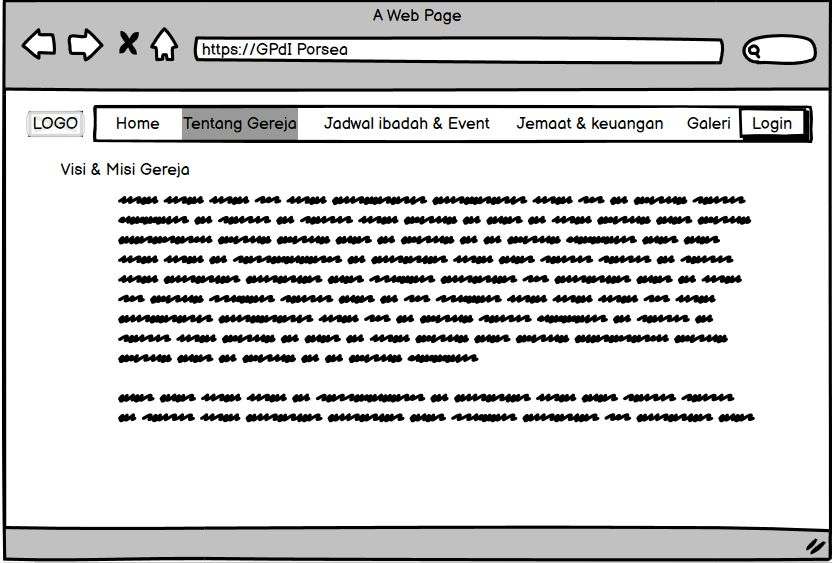 A Web Page
https://GPdI Porsea
LOGO Home Tentang Gereja Jadwal ibadah & Event Jemaat & keuangan Galeri Login
Visi & Misi Gereja